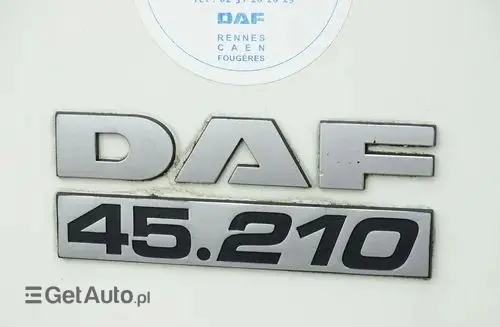 DAF
RENNES
CAEN
FOUGÈRES
DAF
45.210
GetAuto.pl